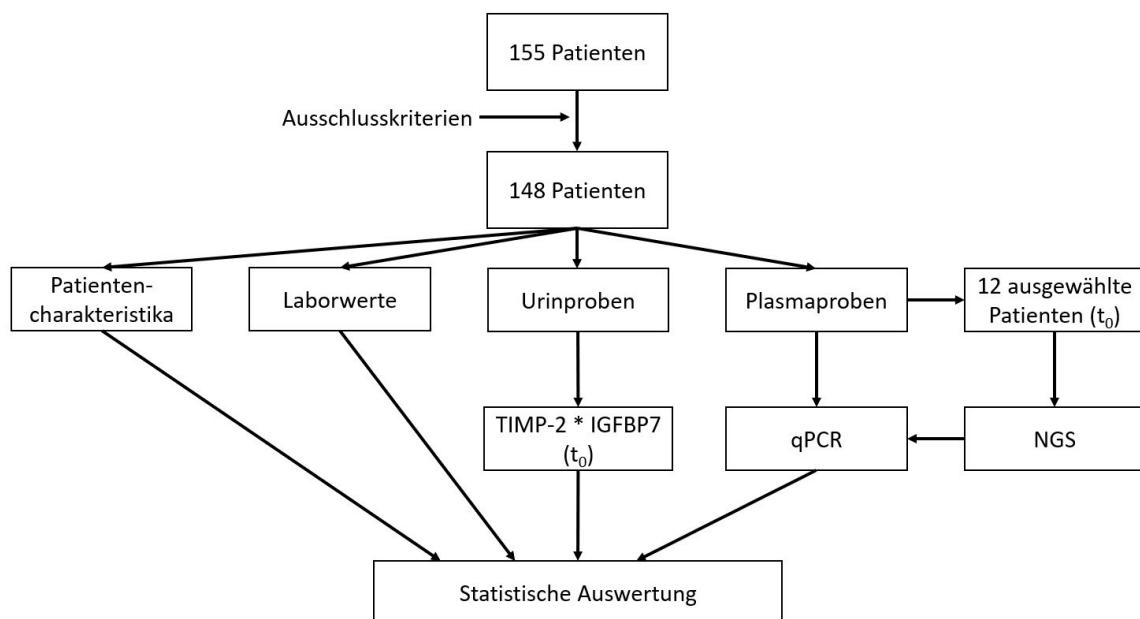 155 Patienten
Ausschlusskriterien
148 Patienten
Patienten-
charakteristika
Laborwerte
Urinproben
Plasmaproben
12 ausgewählte
Patienten (t₀)
TIMP-2 * IGFBP7
(t₀)
qPCR
NGS
Statistische Auswertung